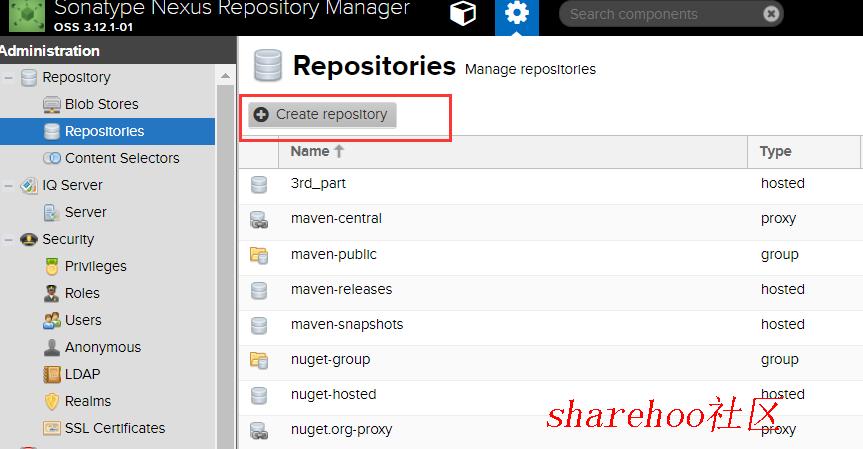 Sonatype Nexus Repository Manager
OSS 3.12.1-01
Search components
Administration
Repository
Blob Stores
Repositories
Content Selectors
IQ Server
Server
Security
Privileges
Roles
Users
Anonymous
LDAP
Realms
SSL Certificates
Repositories Manage repositories
Create repository
Name Type
3rd_part hosted
maven-central proxy
maven-public group
maven-releases hosted
maven-snapshots hosted
nuget-group group
nuget-hosted hosted
nuget.org-proxy proxy
sharehoo社区